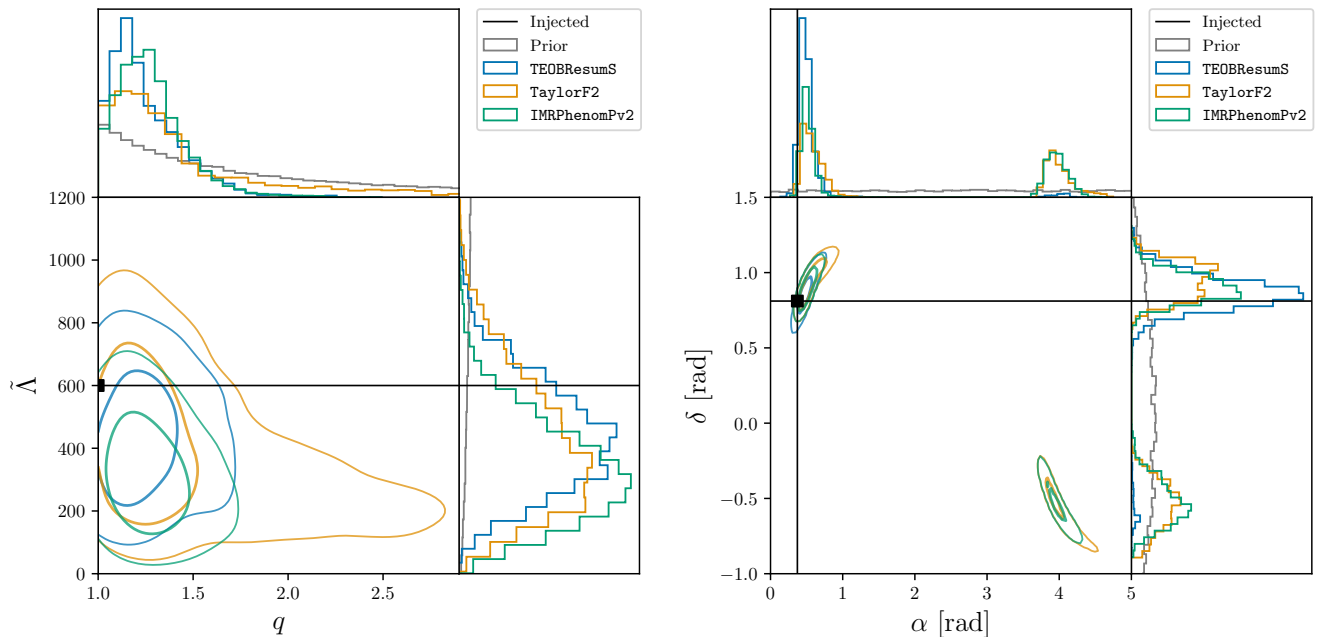 Injected
Prior
TEOBResumS
TaylorF2
IMRPhenomPv2
1200
1000
800
600
400
200
0
Λ̃
1.0
1.5
2.0
2.5
q
Injected
Prior
TEOBResumS
TaylorF2
IMRPhenomPv2
1.5
1.0
0.5
0.0
−0.5
−1.0
δ [rad]
0
1
2
3
4
5
α [rad]